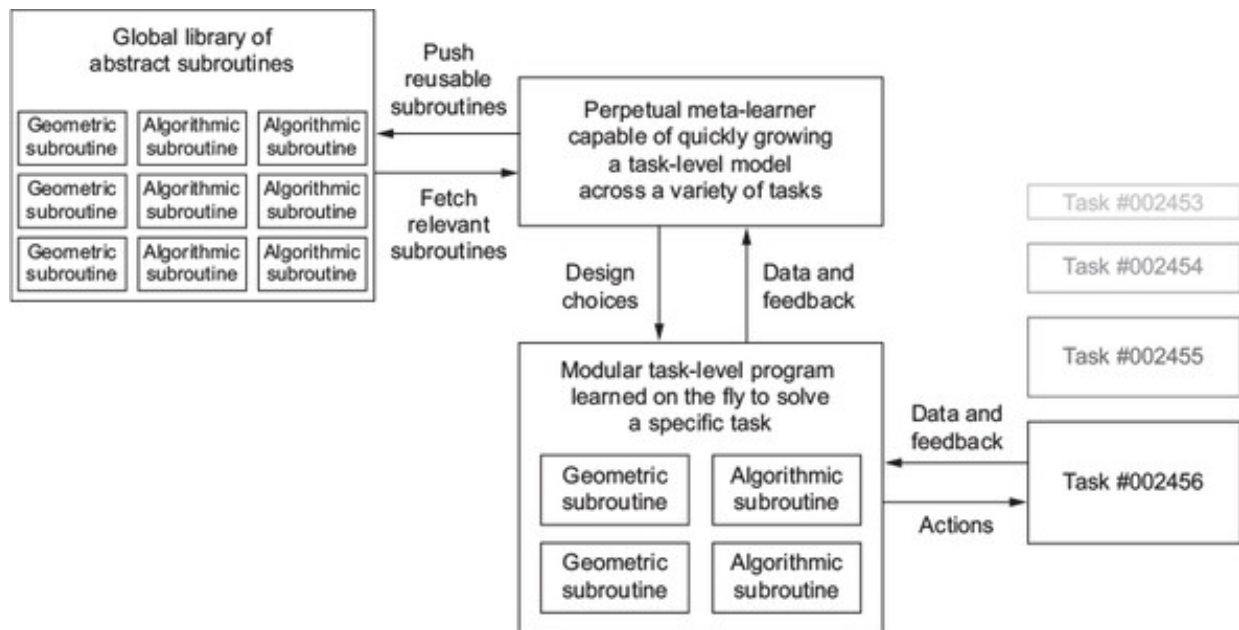 Global library of
abstract subroutines
Geometric
subroutine
Algorithmic
subroutine
Algorithmic
subroutine
Geometric
subroutine
Algorithmic
subroutine
Algorithmic
subroutine
Geometric
subroutine
Algorithmic
subroutine
Algorithmic
subroutine
Push
reusable
subroutines
Fetch
relevant
subroutines
Perpetual meta-learner
capable of quickly growing
a task-level model
across a variety of tasks
Design
choices
Data and
feedback
Modular task-level program
learned on the fly to solve
a specific task
Geometric
subroutine
Algorithmic
subroutine
Geometric
subroutine
Algorithmic
subroutine
Data and
feedback
Actions
Task #002453
Task #002454
Task #002455
Task #002456